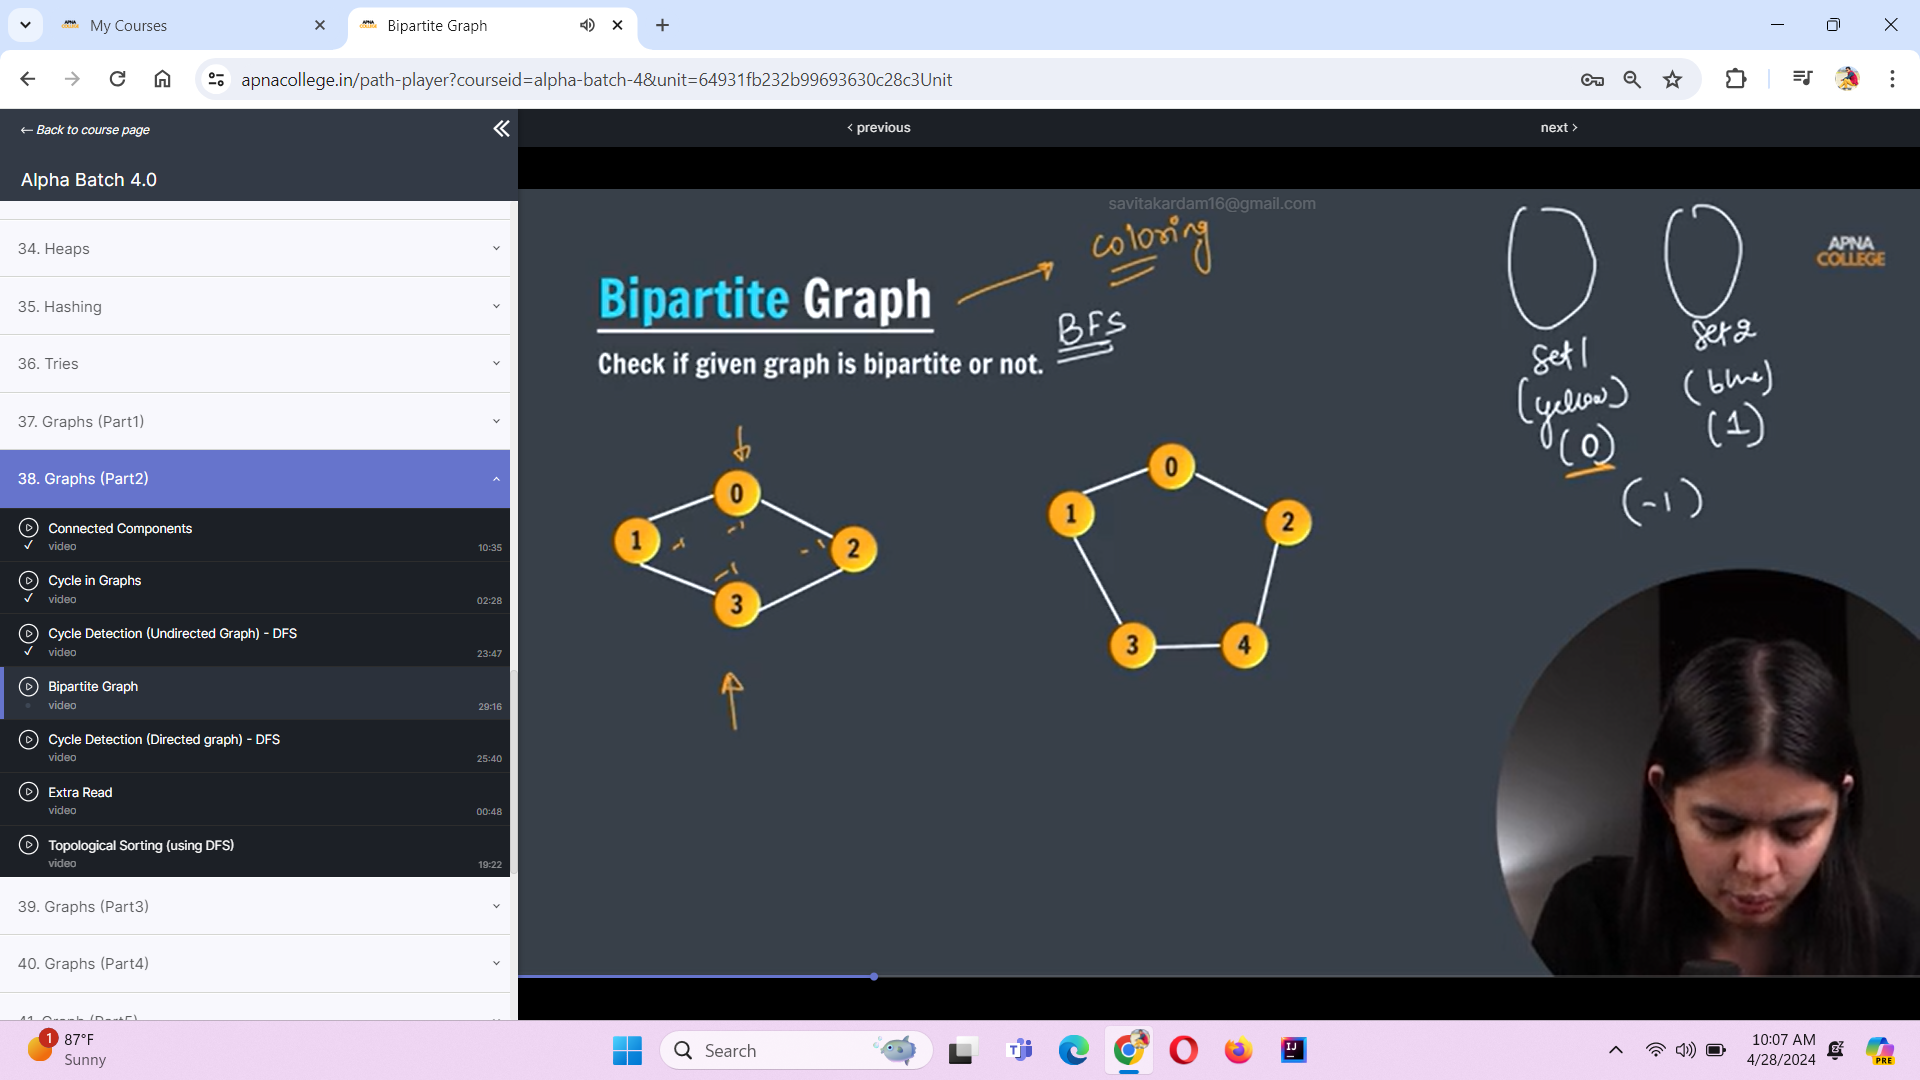 My Courses
Bipartite Graph
apnacollege.in/path-player?courseid=alpha-batch-4&unit=64931fb232b99693630c28c3Unit
← Back to course page
‹ previous
next ›
Alpha Batch 4.0
34. Heaps
35. Hashing
36. Tries
37. Graphs (Part1)
38. Graphs (Part2)
Connected Components
video
10:35
Cycle in Graphs
video
02:28
Cycle Detection (Undirected Graph) - DFS
video
23:47
Bipartite Graph
video
29:16
Cycle Detection (Directed graph) - DFS
video
25:40
Extra Read
video
00:48
Topological Sorting (using DFS)
video
19:22
39. Graphs (Part3)
40. Graphs (Part4)
41. Graph (Part5)
savitakardam16@gmail.com
coloring
APNA
COLLEGE
Bipartite Graph
BFS
Check if given graph is bipartite or not.
Set 1
(yellow)
(0)
Set 2
(blue)
(1)
(-1)
0
1
-1
-1
2
-1
3
0
1
2
3
4
1
87°F
Sunny
Search
IJ
10:07 AM
4/28/2024
PRE